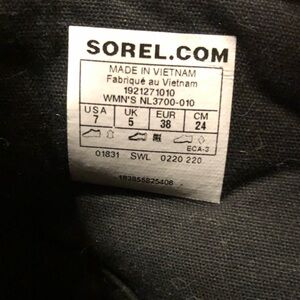 SOREL.COM
MADE IN VIETNAM
Fabriqué au Vietnam
1921271010
WMN'S NL3700-010
USA UK EUR CM
7 5 38 24
ECA-3
01831 SWL 0220 220